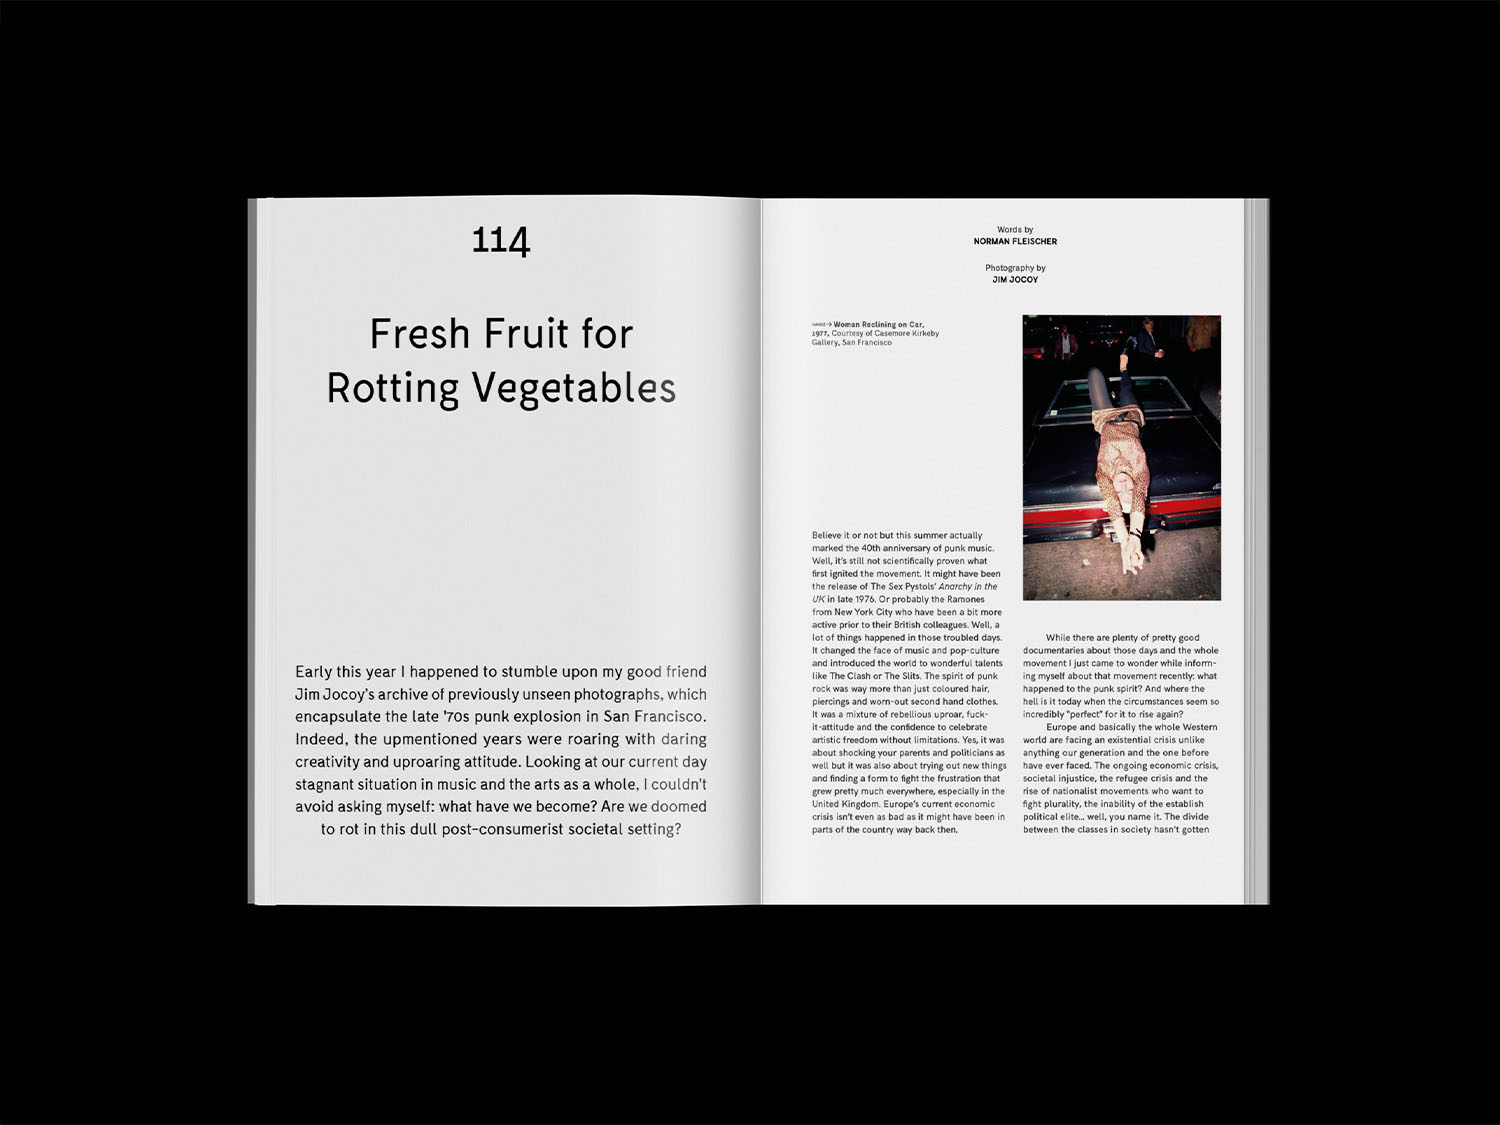 114
Fresh Fruit for
Rotting Vegetables
Early this year I happened to stumble upon my good friend
Jim Jocoy's archive of previously unseen photographs, which
encapsulate the late '70s punk explosion in San Francisco.
Indeed, the upmentioned years were roaring with daring
creativity and uproaring attitude. Looking at our current day
stagnant situation in music and the arts as a whole, I couldn't
avoid asking myself: what have we become? Are we doomed
to rot in this dull post-consumerist societal setting?
Words by
NORMAN FLEISCHER
Photography by
JIM JOCOY
IMAGE→ Woman Reclining on Car,
1977, Courtesy of Casemore Kirkeby
Gallery, San Francisco
Believe it or not but this summer actually
marked the 40th anniversary of punk music.
Well, it's still not scientifically proven what
first ignited the movement. It might have been
the release of The Sex Pystols' Anarchy in the
UK in late 1976. Or probably the Ramones
from New York City who have been a bit more
active prior to their British colleagues. Well, a
lot of things happened in those troubled days.
It changed the face of music and pop-culture
and introduced the world to wonderful talents
like The Clash or The Slits. The spirit of punk
rock was way more than just coloured hair,
piercings and worn-out second hand clothes.
It was a mixture of rebellious uproar, fuck-
it-attitude and the confidence to celebrate
artistic freedom without limitations. Yes, it was
about shocking your parents and politicians as
well but it was also about trying out new things
and finding a form to fight the frustration that
grew pretty much everywhere, especially in the
United Kingdom. Europe's current economic
crisis isn't even as bad as it might have been in
parts of the country way back then.
While there are plenty of pretty good
documentaries about those days and the whole
movement I just came to wonder while inform-
ing myself about that movement recently: what
happened to the punk spirit? And where the
hell is it today when the circumstances seem so
incredibly "perfect" for it to rise again?
Europe and basically the whole Western
world are facing an existential crisis unlike
anything our generation and the one before
have ever faced. The ongoing economic crisis,
societal injustice, the refugee crisis and the
rise of nationalist movements who want to
fight plurality, the inability of the establish
political elite... well, you name it. The divide
between the classes in society hasn't gotten